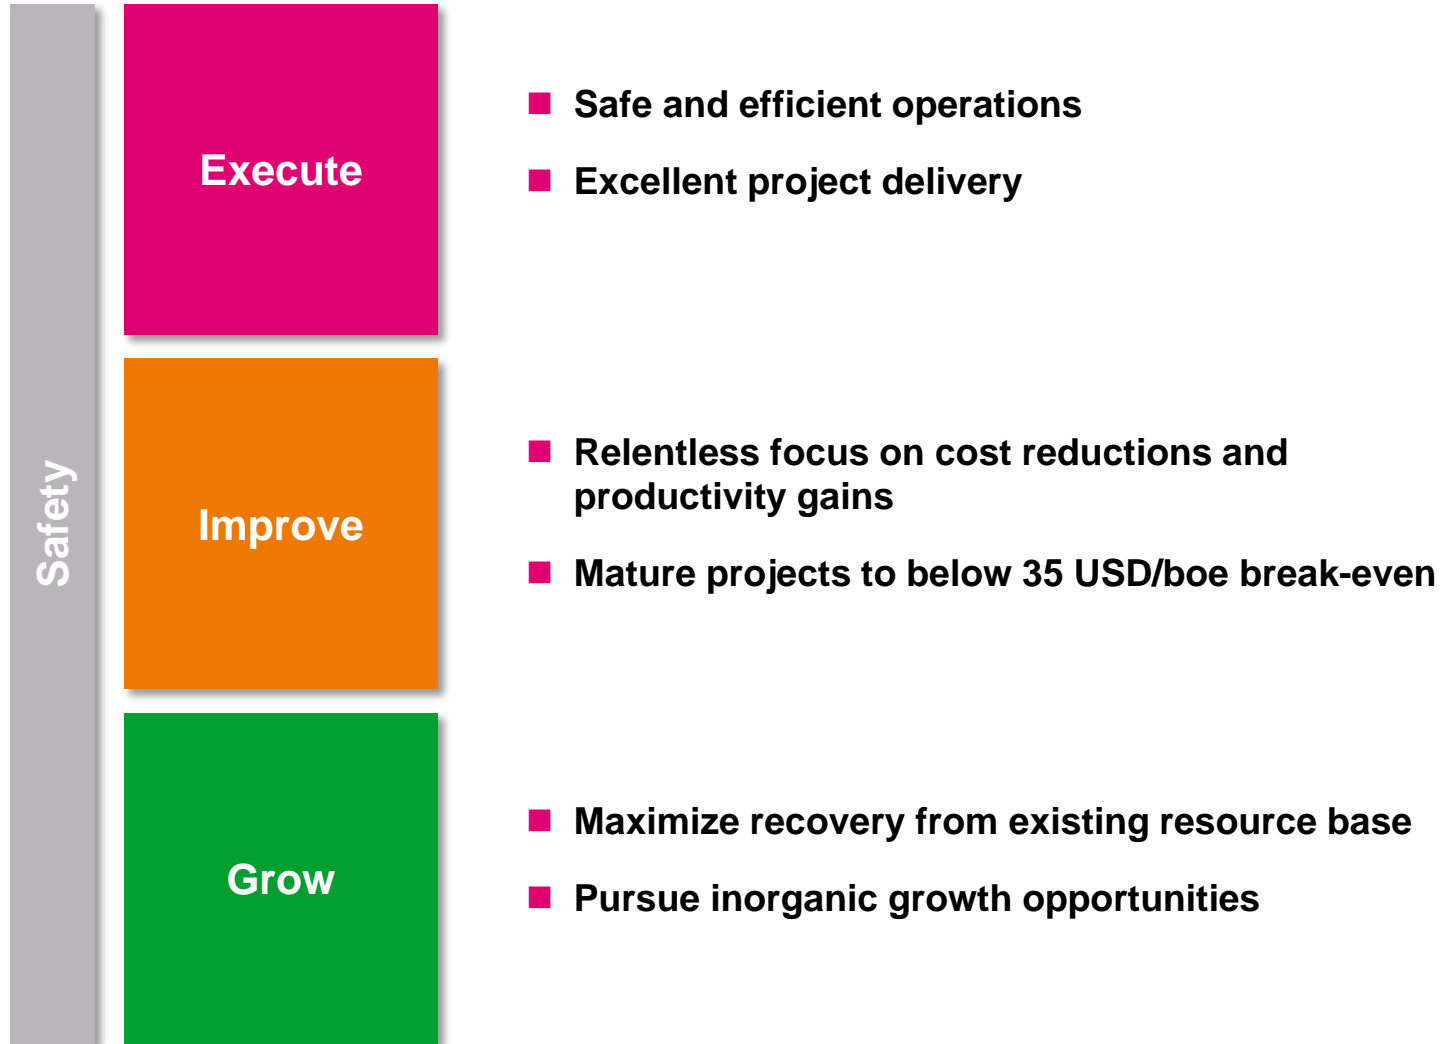 Safety
Execute
■ Safe and efficient operations
■ Excellent project delivery
Improve
■ Relentless focus on cost reductions and
productivity gains
■ Mature projects to below 35 USD/boe break-even
Grow
■ Maximize recovery from existing resource base
■ Pursue inorganic growth opportunities